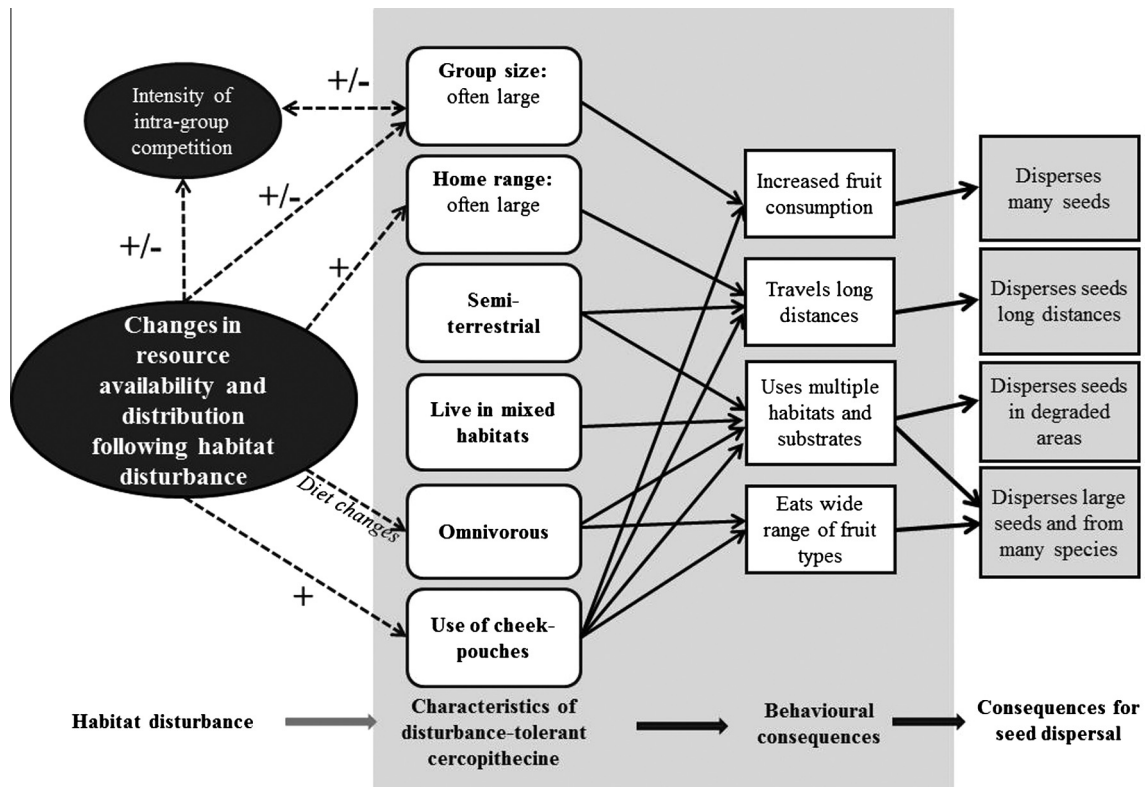 Intensity of
intra-group
competition
+/-
+/-
+/-
+
Changes in
resource
availability and
distribution
following habitat
disturbance
Diet changes
+
Group size:
often large
Home range:
often large
Semi-
terrestrial
Live in mixed
habitats
Omnivorous
Use of cheek-
pouches
Increased fruit
consumption
Travels long
distances
Uses multiple
habitats and
substrates
Eats wide
range of fruit
types
Disperses
many seeds
Disperses seeds
long distances
Disperses seeds
in degraded
areas
Disperses large
seeds and from
many species
Habitat disturbance
Characteristics of
disturbance-tolerant
cercopithecine
Behavioural
consequences
Consequences for
seed dispersal